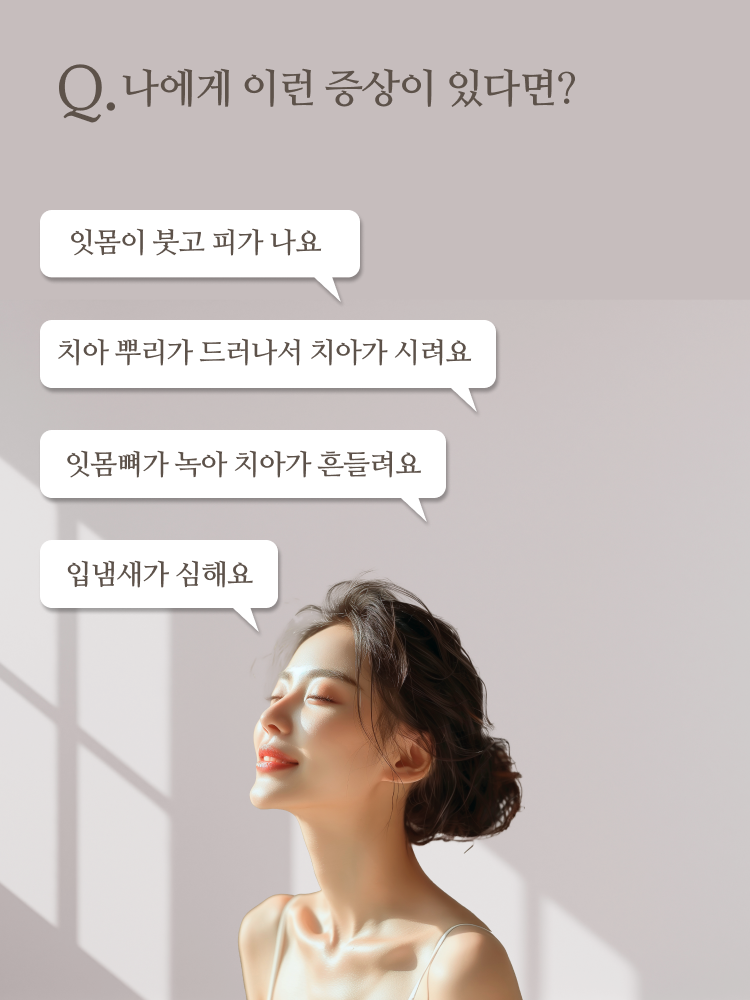 Q. 나에게 이런 증상이 있다면?
잇몸이 붓고 피가 나요
치아 뿌리가 드러나서 치아가 시려요
잇몸뼈가 녹아 치아가 흔들려요
입냄새가 심해요